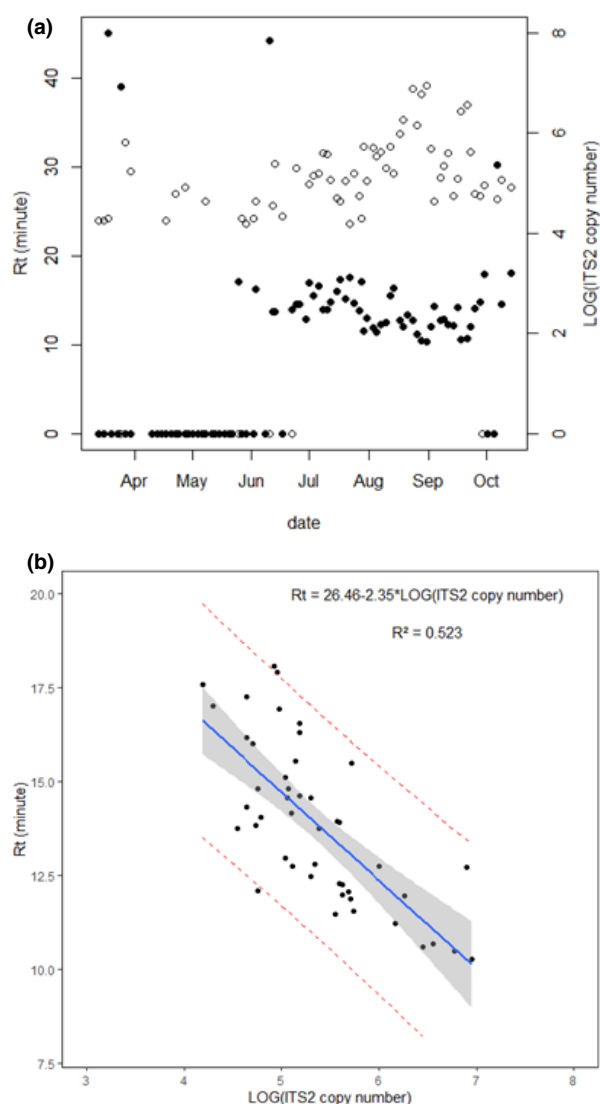 (a)
Rt (minute)
0 10 20 30 40
0 2 4 6 8
LOG(ITS2 copy number)
Apr May Jun Jul Aug Sep Oct
date
(b)
Rt = 26.46-2.35*LOG(ITS2 copy number)
R² = 0.523
Rt (minute)
20.0
17.5
15.0
12.5
10.0
7.5
3 4 5 6 7 8
LOG(ITS2 copy number)